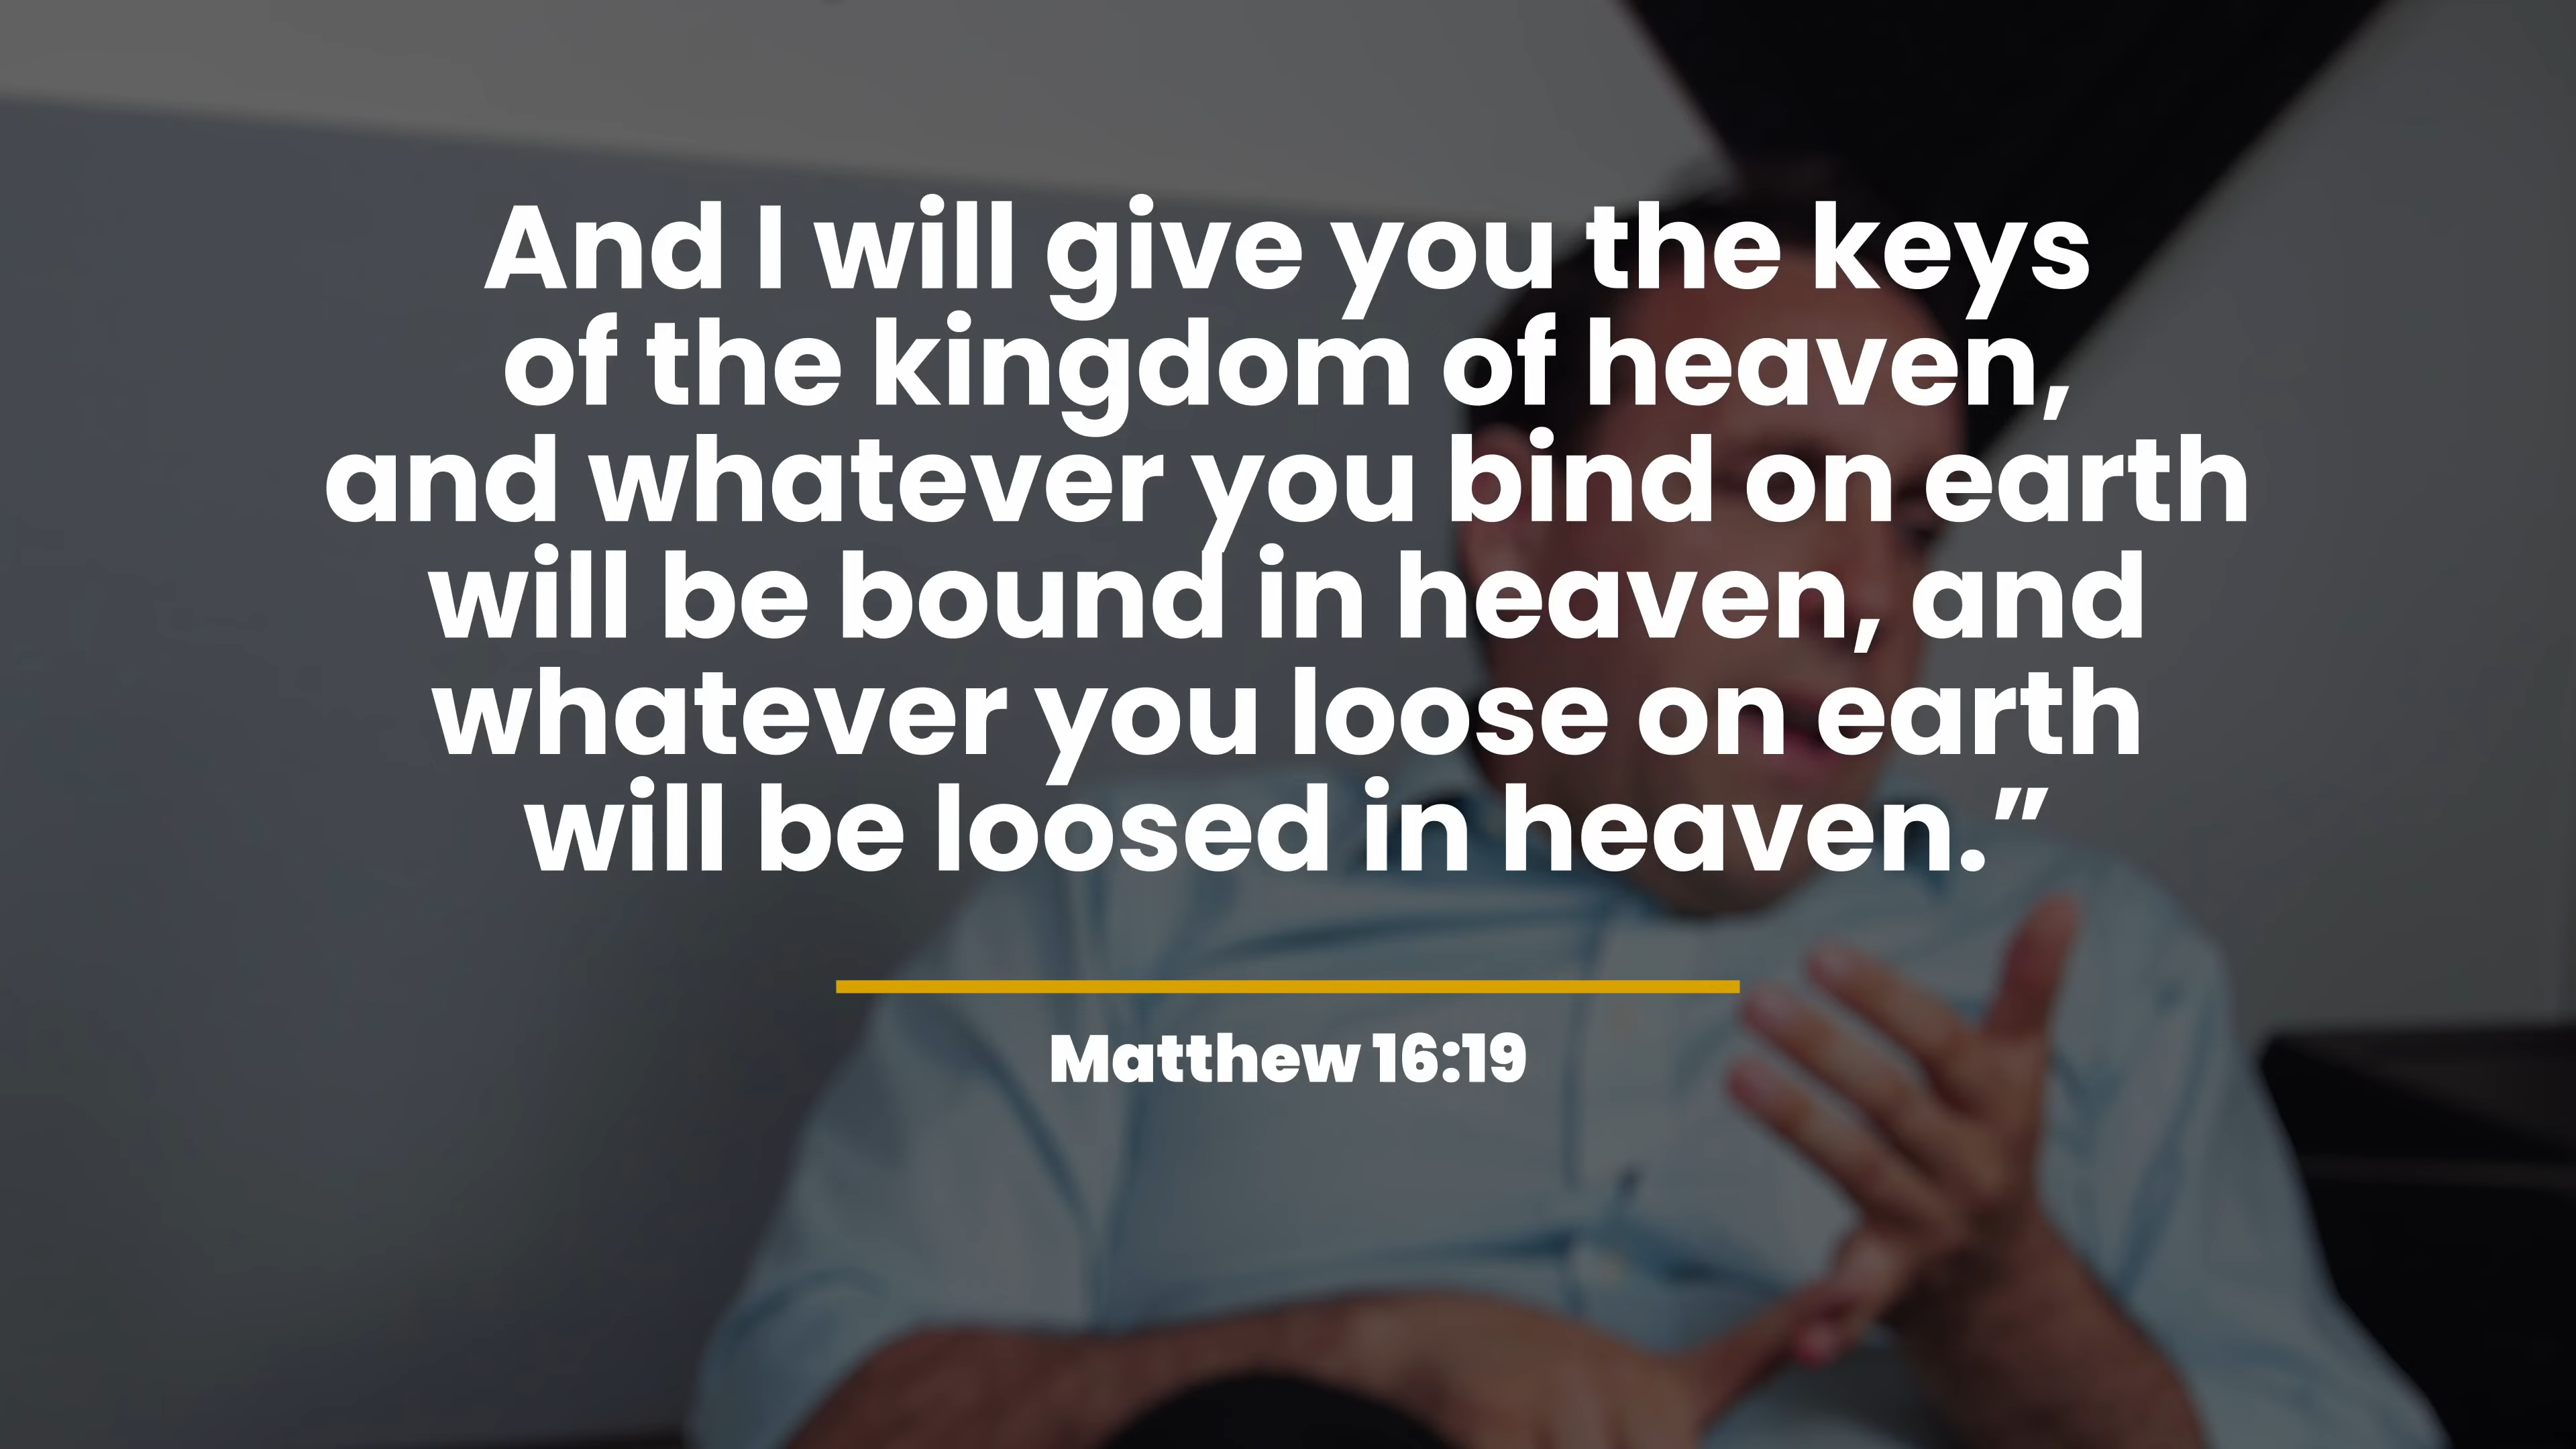 And I will give you the keys
of the kingdom of heaven,
and whatever you bind on earth
will be bound in heaven, and
whatever you loose on earth
will be loosed in heaven.”
Matthew 16:19